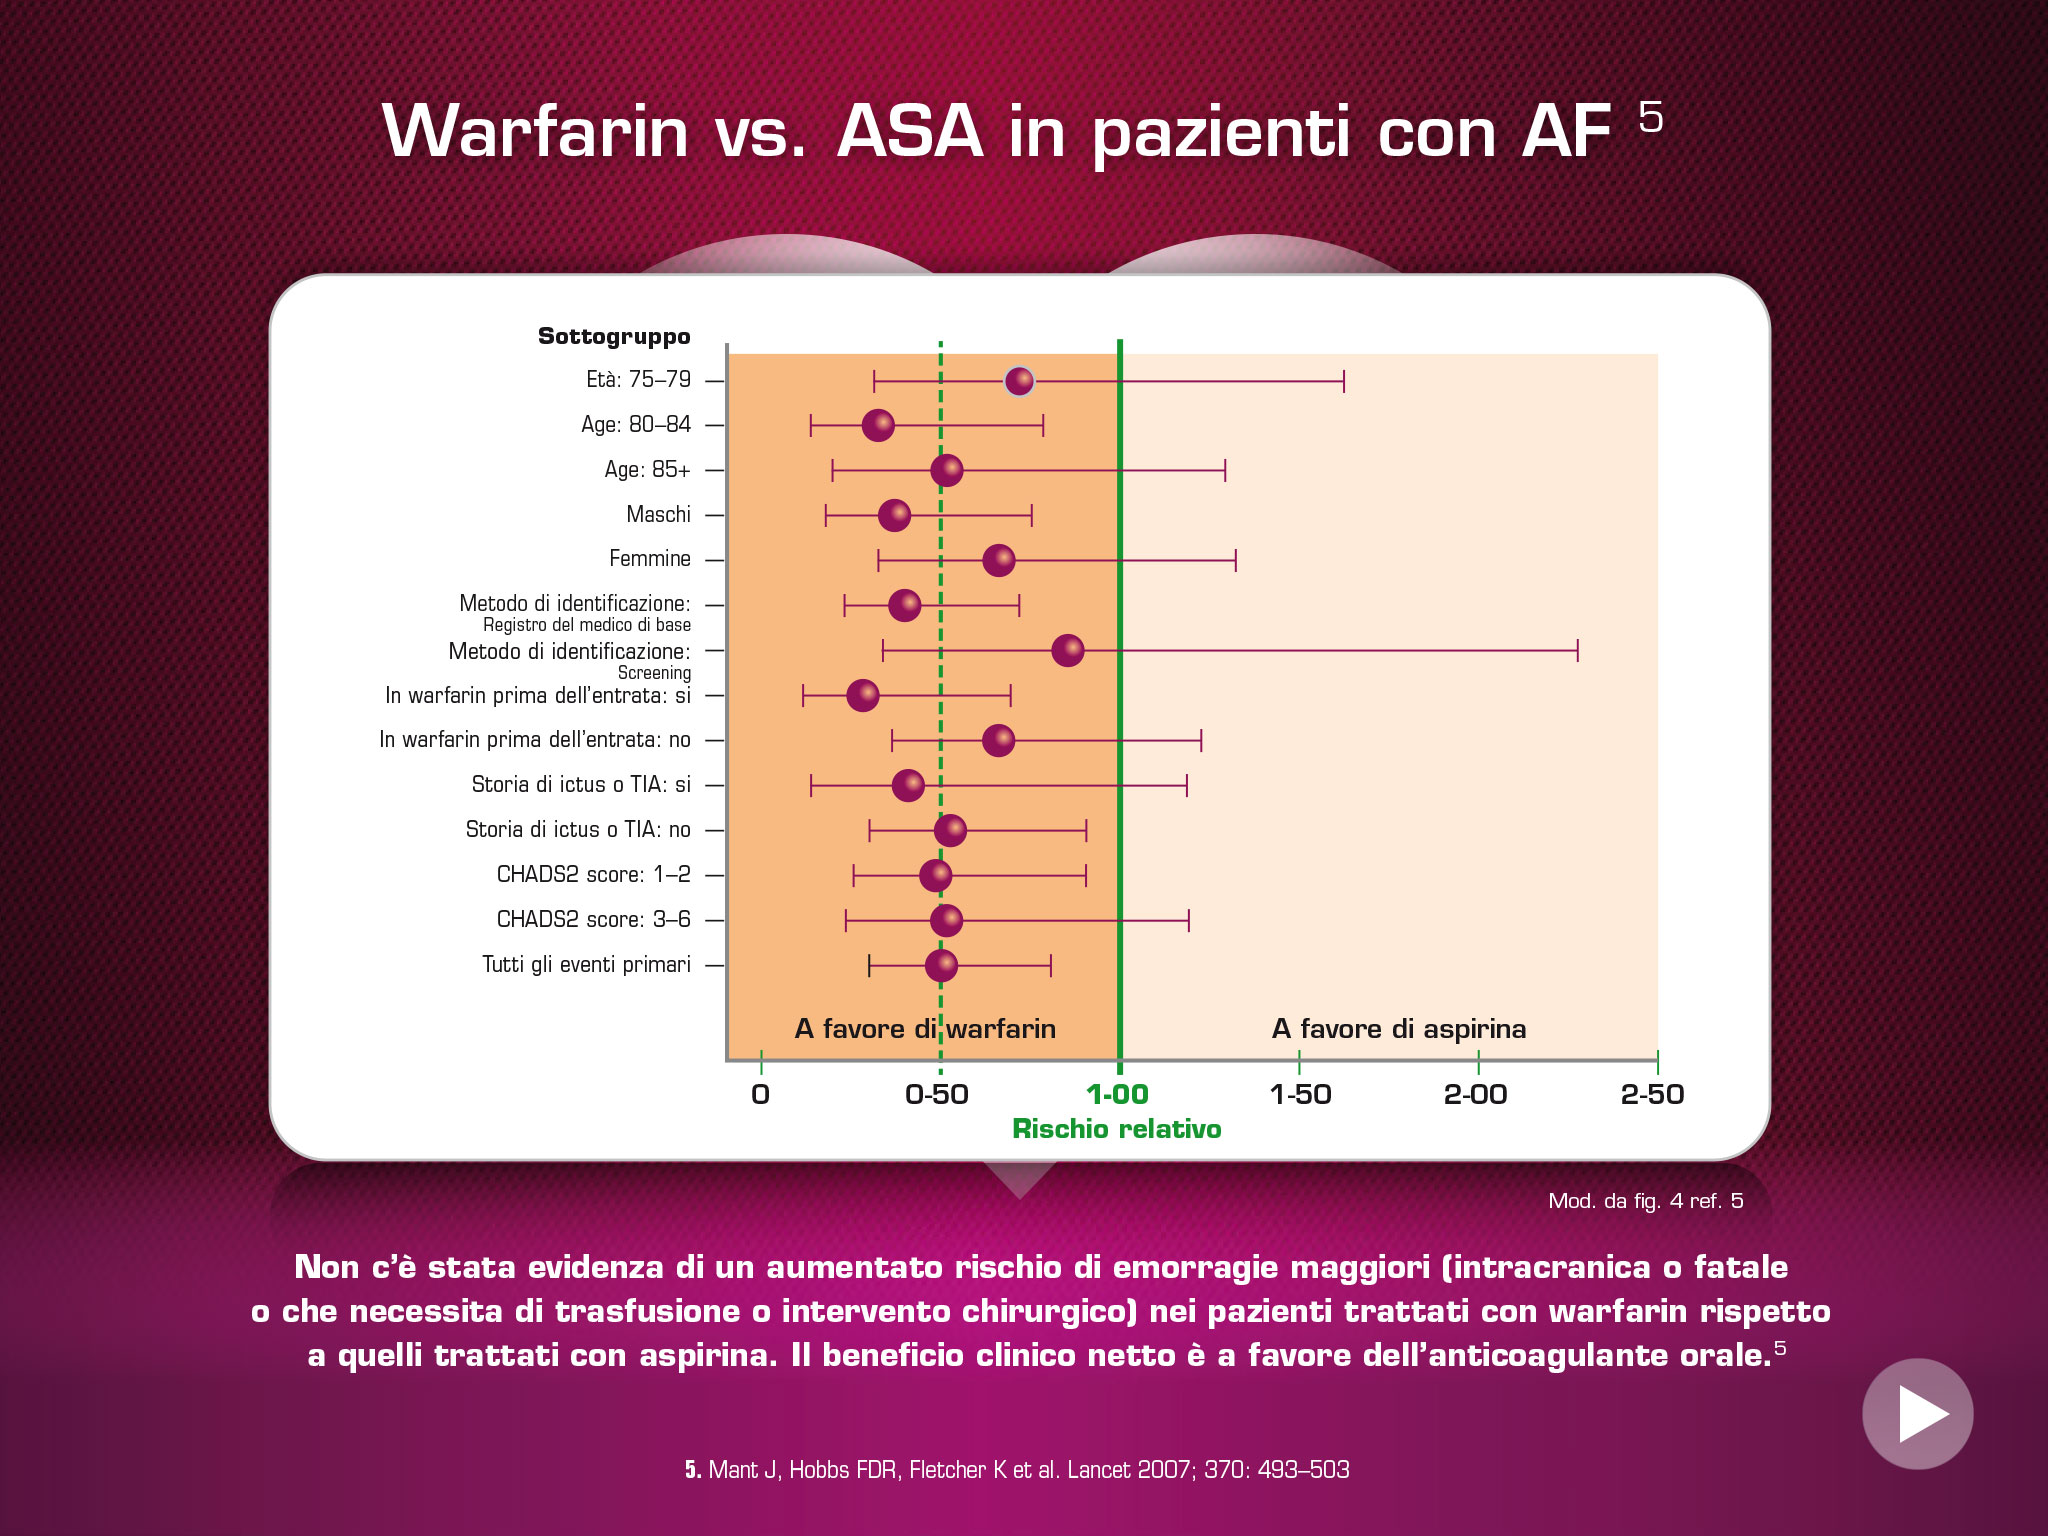 Warfarin vs. ASA in pazienti con AF 5
Sottogruppo
Età: 75–79
Age: 80–84
Age: 85+
Maschi
Femmine
Metodo di identificazione:
Registro del medico di base
Metodo di identificazione:
Screening
In warfarin prima dell'entrata: si
In warfarin prima dell'entrata: no
Storia di ictus o TIA: si
Storia di ictus o TIA: no
CHADS2 score: 1–2
CHADS2 score: 3–6
Tutti gli eventi primari
A favore di warfarin A favore di aspirina
0 0-50 1-00 1-50 2-00 2-50
Rischio relativo
Mod. da fig. 4 ref. 5
Non c'è stata evidenza di un aumentato rischio di emorragie maggiori (intracranica o fatale
o che necessita di trasfusione o intervento chirurgico) nei pazienti trattati con warfarin rispetto
a quelli trattati con aspirina. Il beneficio clinico netto è a favore dell'anticoagulante orale.5
5. Mant J, Hobbs FDR, Fletcher K et al. Lancet 2007; 370: 493–503